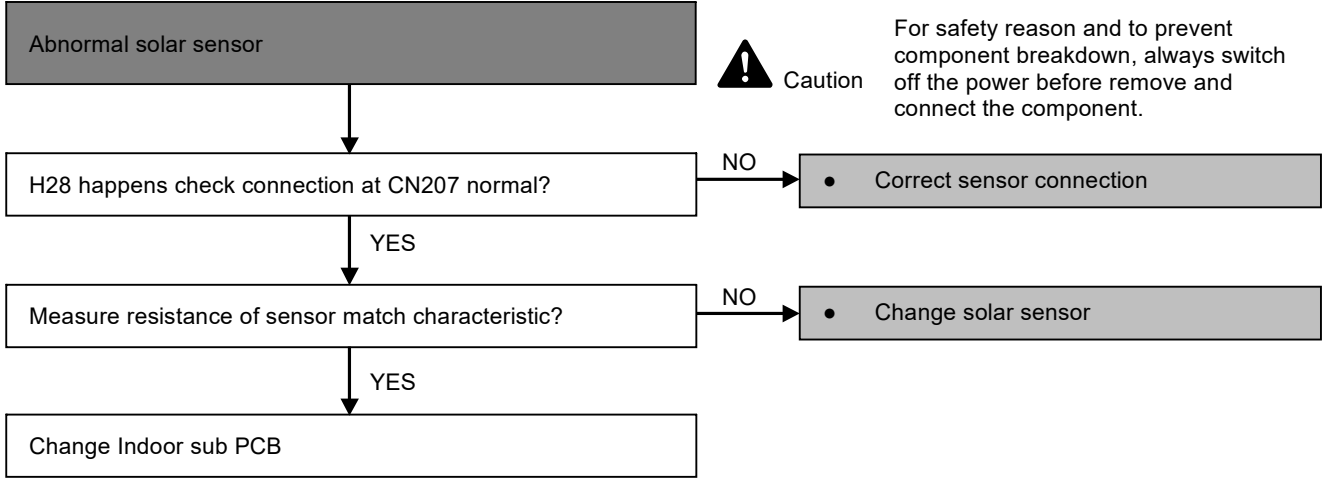 Abnormal solar sensor
Caution
For safety reason and to prevent
component breakdown, always switch
off the power before remove and
connect the component.
H28 happens check connection at CN207 normal?
NO
● Correct sensor connection
YES
Measure resistance of sensor match characteristic?
NO
● Change solar sensor
YES
Change Indoor sub PCB